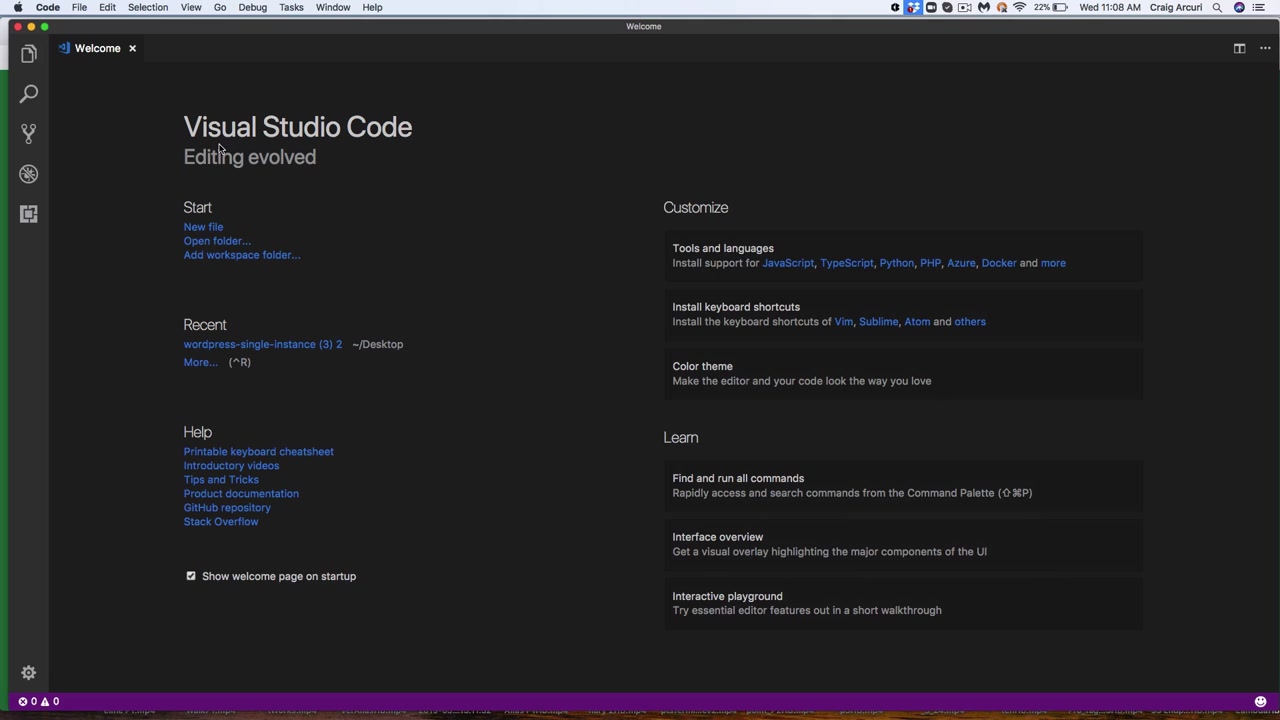 Code File Edit Selection View Go Debug Tasks Window Help 22% Wed 11:08 AM Craig Arcuri
Welcome
Welcome
Visual Studio Code
Editing evolved
Start
New file
Open folder...
Add workspace folder...
Recent
wordpress-single-instance (3) 2 ~/Desktop
More... (^R)
Help
Printable keyboard cheatsheet
Introductory videos
Tips and Tricks
Product documentation
GitHub repository
Stack Overflow
Show welcome page on startup
Customize
Tools and languages
Install support for JavaScript, TypeScript, Python, PHP, Azure, Docker and more
Install keyboard shortcuts
Install the keyboard shortcuts of Vim, Sublime, Atom and others
Color theme
Make the editor and your code look the way you love
Learn
Find and run all commands
Rapidly access and search commands from the Command Palette (⇧⌘P)
Interface overview
Get a visual overlay highlighting the major components of the UI
Interactive playground
Try essential editor features out in a short walkthrough
0 0